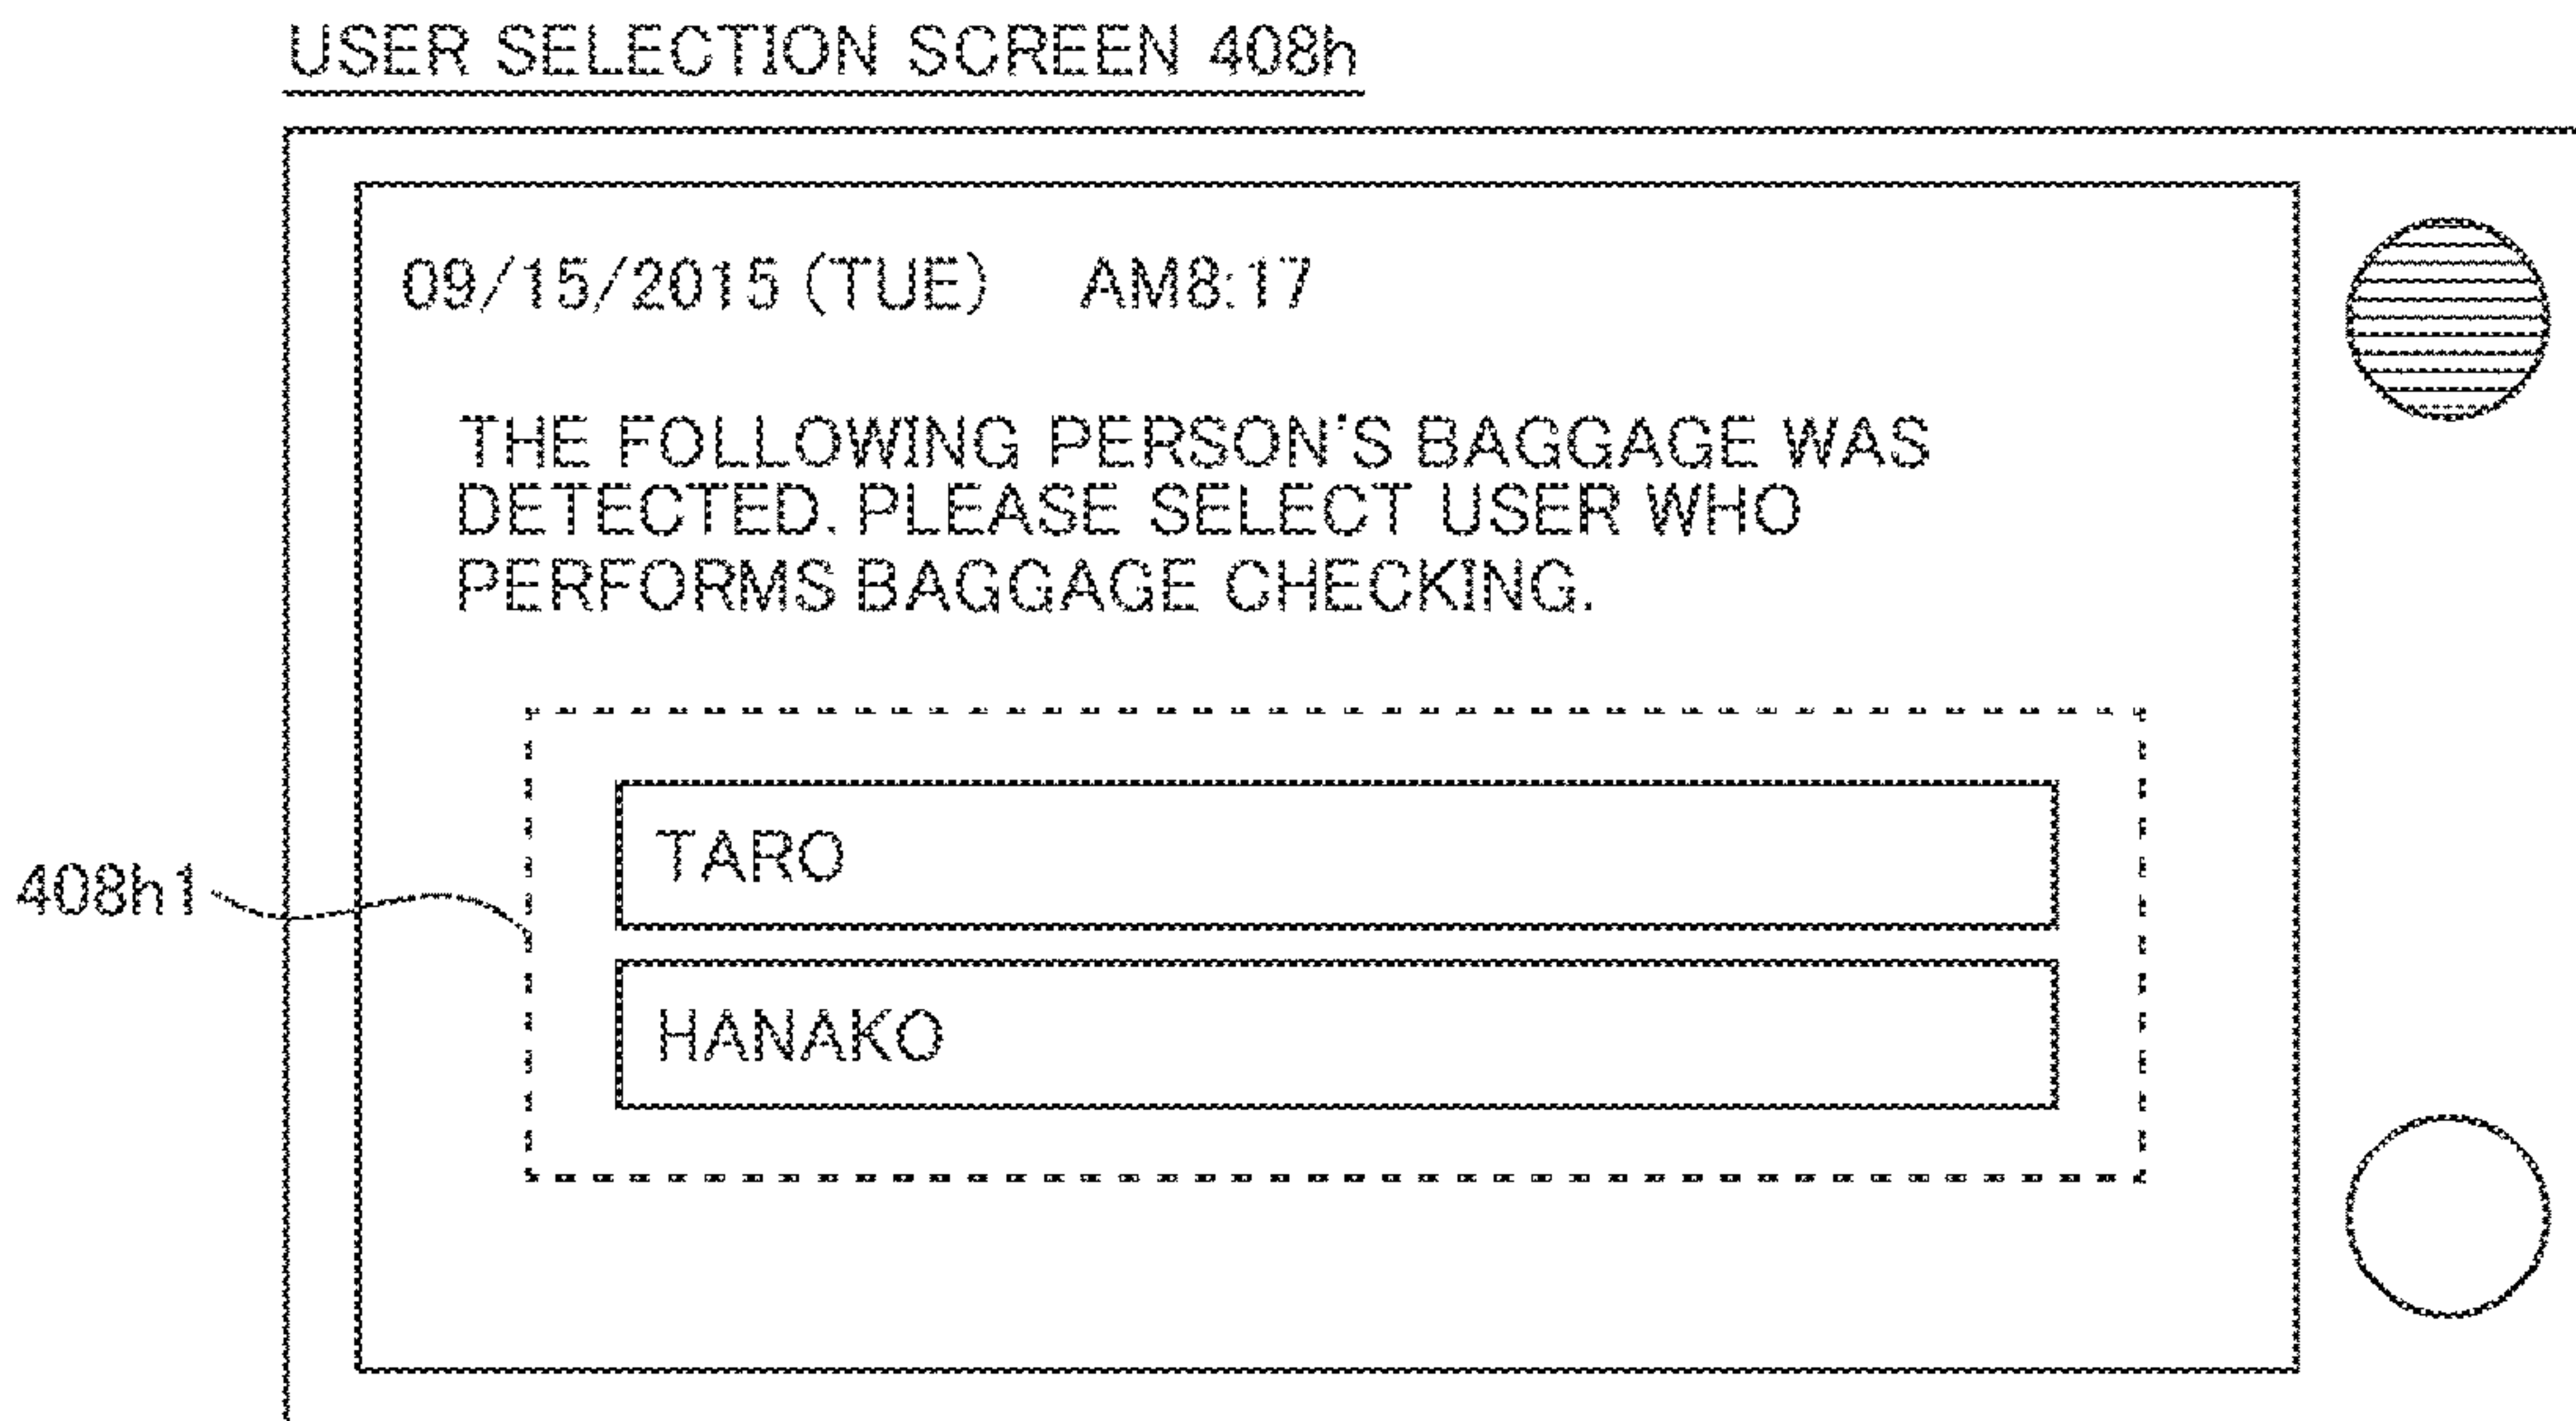 USER SELECTION SCREEN 408h
09/15/2015 (TUE) AM8:17
THE FOLLOWING PERSON'S BAGGAGE WAS
DETECTED. PLEASE SELECT USER WHO
PERFORMS BAGGAGE CHECKING.
TARO
408h1
HANAKO